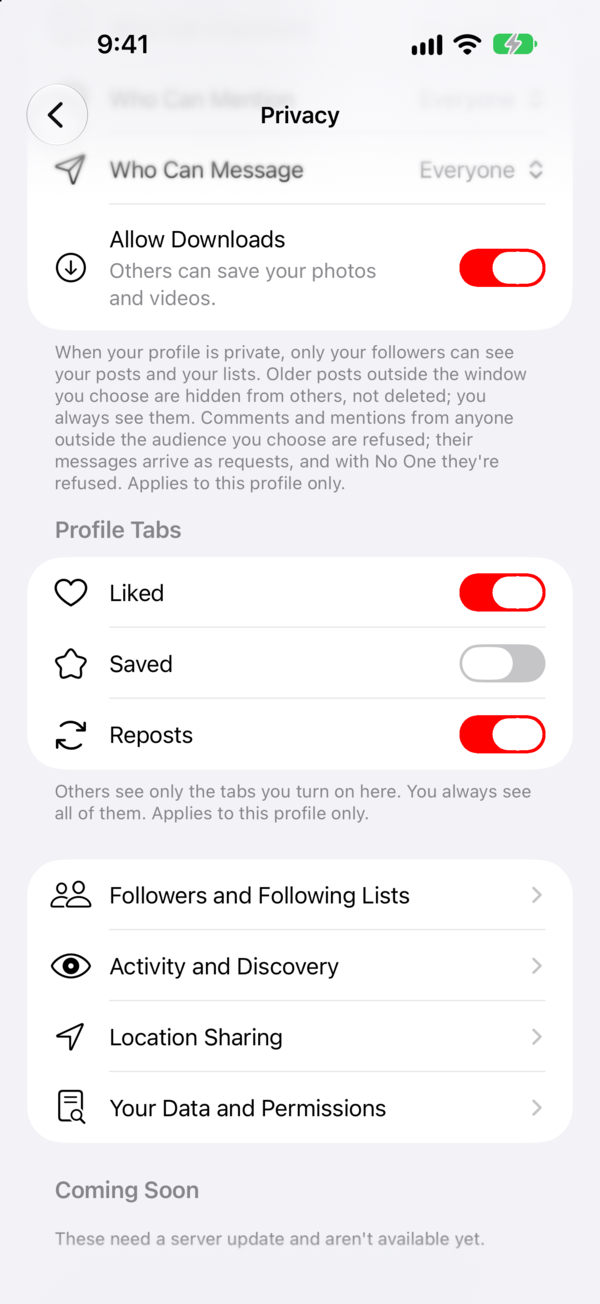 9:41
Who Can Mention Everyone
Privacy
Who Can Message Everyone
Allow Downloads
Others can save your photos
and videos.
When your profile is private, only your followers can see
your posts and your lists. Older posts outside the window
you choose are hidden from others, not deleted; you
always see them. Comments and mentions from anyone
outside the audience you choose are refused; their
messages arrive as requests, and with No One they're
refused. Applies to this profile only.
Profile Tabs
Liked
Saved
Reposts
Others see only the tabs you turn on here. You always see
all of them. Applies to this profile only.
Followers and Following Lists
Activity and Discovery
Location Sharing
Your Data and Permissions
Coming Soon
These need a server update and aren't available yet.